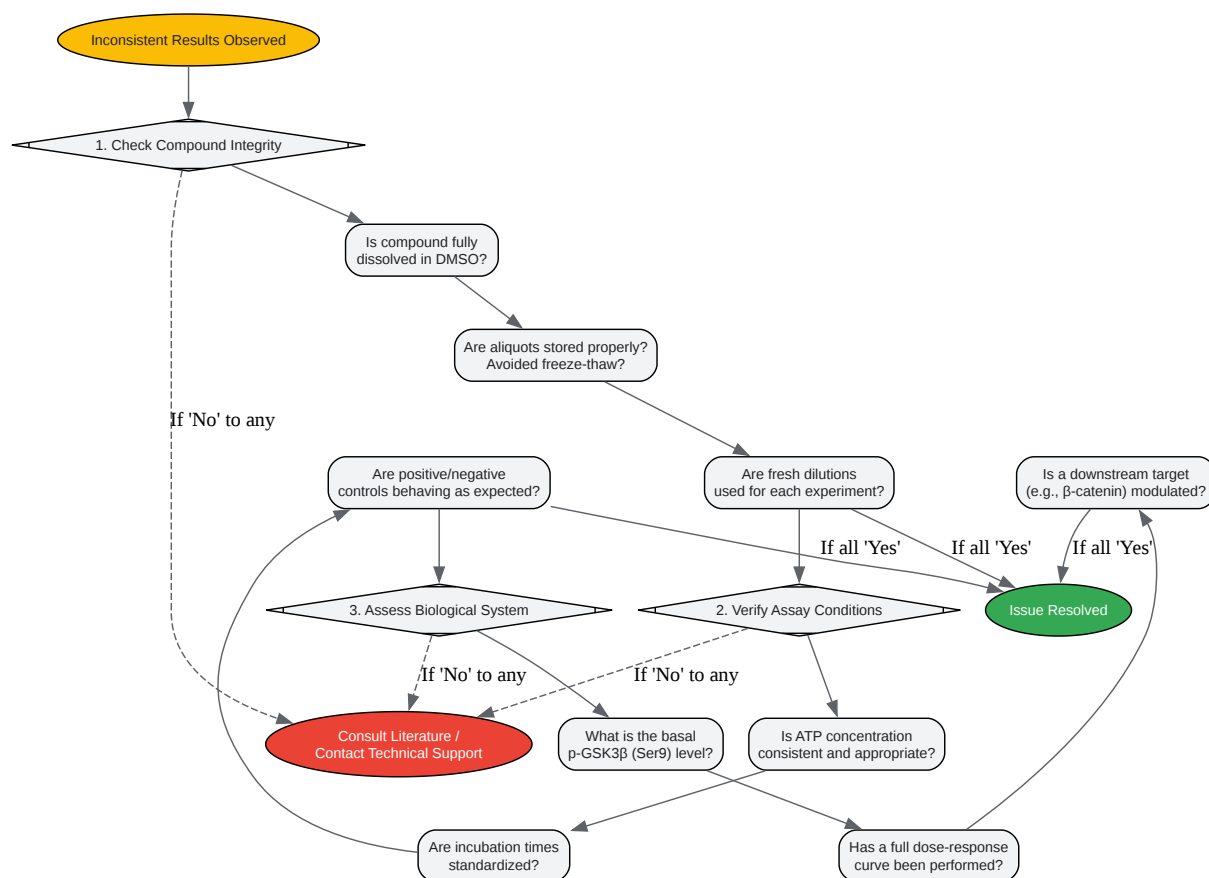 Inconsistent Results Observed
1. Check Compound Integrity
Is compound fully
dissolved in DMSO?
Are aliquots stored properly?
Avoided freeze-thaw?
If 'No' to any
Are positive/negative
controls behaving as expected?
Are fresh dilutions
used for each experiment?
Is a downstream target
(e.g., β-catenin) modulated?
If all 'Yes'
If all 'Yes'
If all 'Yes'
3. Assess Biological System
2. Verify Assay Conditions
Issue Resolved
If 'No' to any
If 'No' to any
Consult Literature /
Contact Technical Support
What is the basal
p-GSK3β (Ser9) level?
Is ATP concentration
consistent and appropriate?
Are incubation times
standardized?
Has a full dose-response
curve been performed?